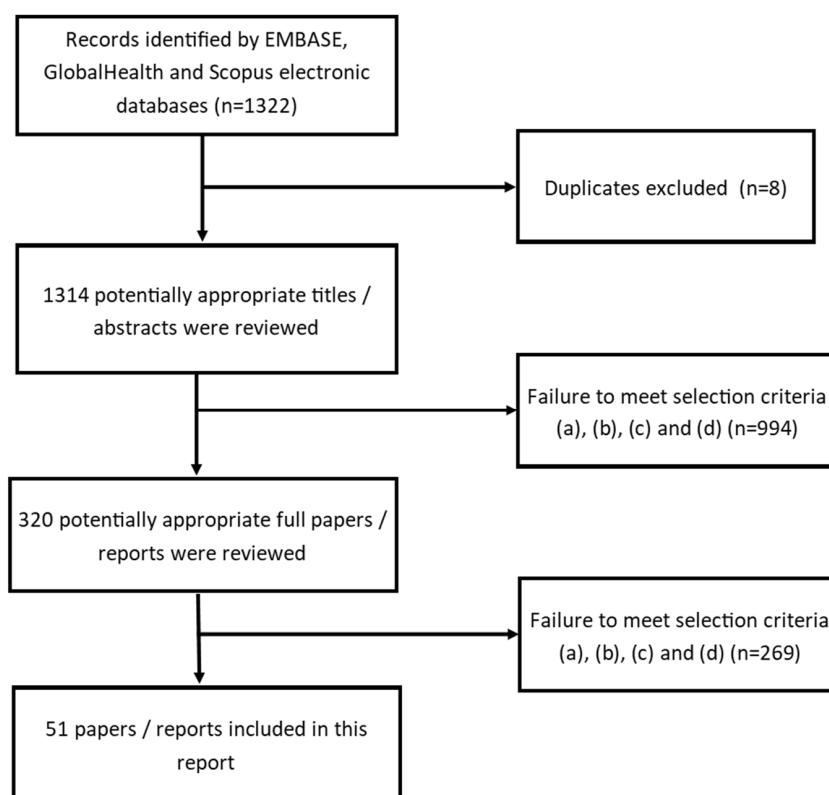 Records identified by EMBASE,
GlobalHealth and Scopus electronic
databases (n=1322)
Duplicates excluded  (n=8)
1314 potentially appropriate titles /
abstracts were reviewed
Failure to meet selection criteria
(a), (b), (c) and (d) (n=994)
320 potentially appropriate full papers /
reports were reviewed
Failure to meet selection criteria
(a), (b), (c) and (d) (n=269)
51 papers / reports included in this
report